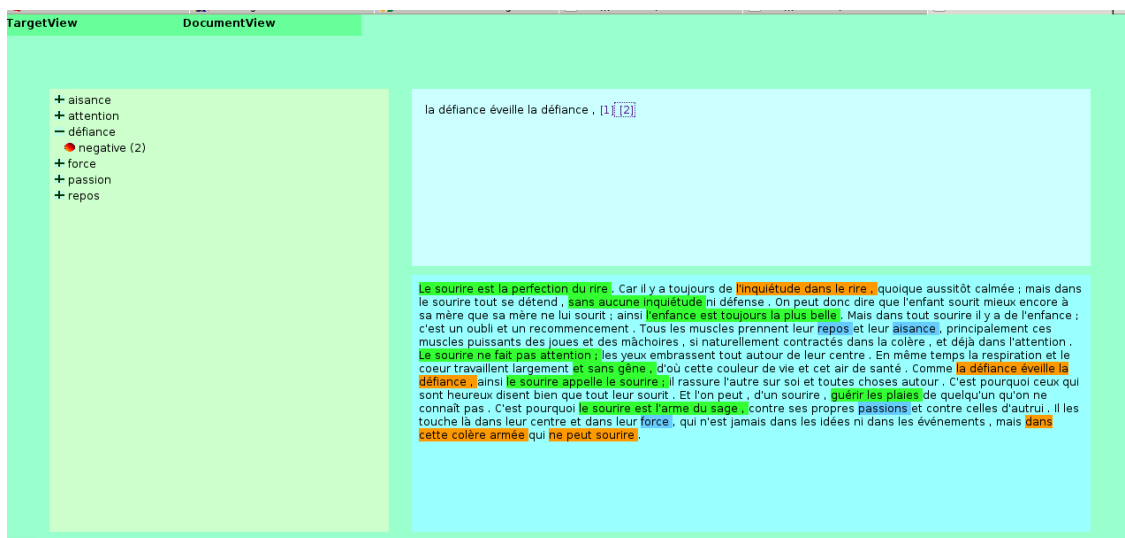 TargetView DocumentView
aisance
attention
défiance
negative (2)
force
passion
repos
la défiance éveille la défiance , [1] [2]
Le sourire est la perfection du rire . Car il y a toujours de l'inquiétude dans le rire , quoique aussitôt calmée ; mais dans
le sourire tout se détend , sans aucune inquiétude ni défense . On peut donc dire que l'enfant sourit mieux encore à
sa mère que sa mère ne lui sourit ; ainsi l'enfance est toujours la plus belle . Mais dans tout sourire il y a de l'enfance ;
c'est un oubli et un recommencement . Tous les muscles prennent leur repos et leur aisance , principalement ces
muscles puissants des joues et des mâchoires , si naturellement contractés dans la colère , et déjà dans l'attention .
Le sourire ne fait pas attention ; les yeux embrassent tout autour de leur centre . En même temps la respiration et le
coeur travaillent largement et sans gêne , d'où cette couleur de vie et cet air de santé . Comme la défiance éveille la
défiance , ainsi le sourire appelle le sourire ; il rassure l'autre sur soi et toutes choses autour . C'est pourquoi ceux qui
sont heureux disent bien que tout leur sourit . Et l'on peut , d'un sourire , guérir les plaies de quelqu'un qu'on ne
connaît pas . C'est pourquoi le sourire est l'arme du sage , contre ses propres passions et contre celles d'autrui . Il les
touche là dans leur centre et dans leur force , qui n'est jamais dans les idées ni dans les événements , mais dans
cette colère armée qui ne peut sourire .